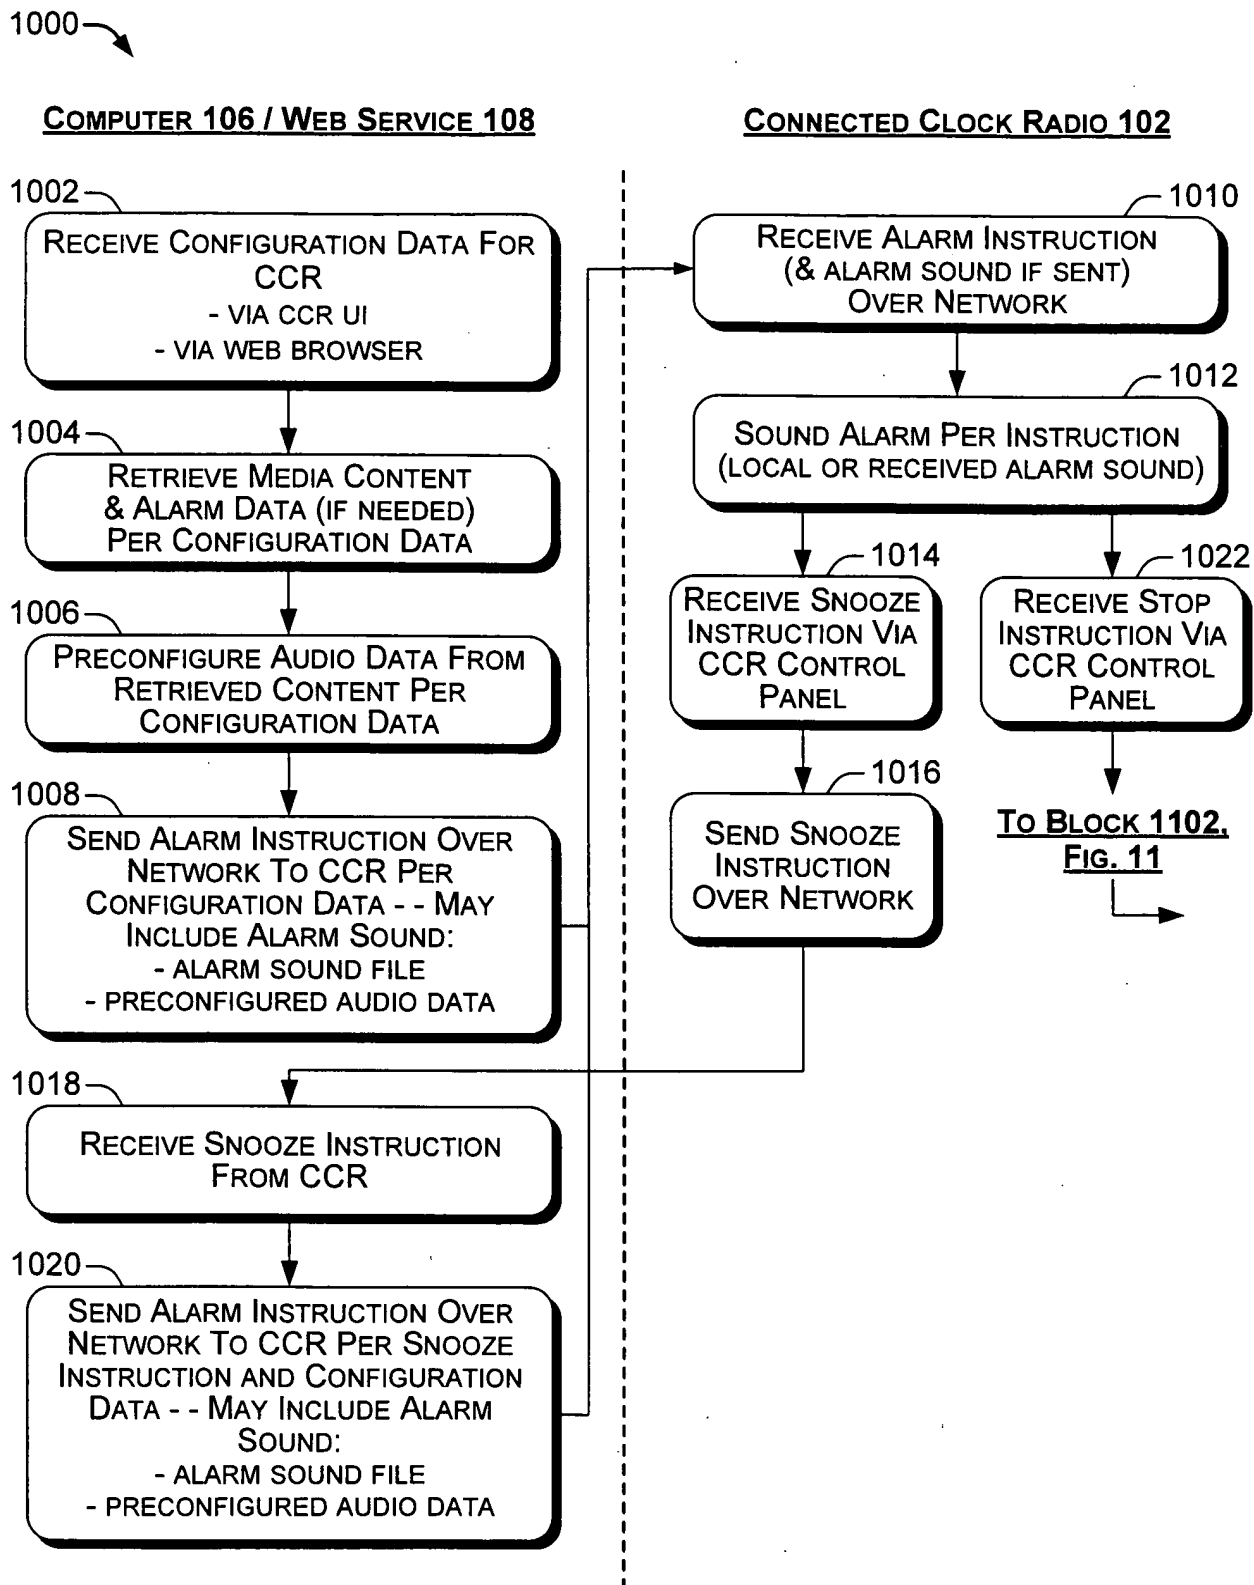 1000
COMPUTER 106 / WEB SERVICE 108
1002
RECEIVE CONFIGURATION DATA FOR
CCR
- VIA CCR UI
- VIA WEB BROWSER
1004
RETRIEVE MEDIA CONTENT
& ALARM DATA (IF NEEDED)
PER CONFIGURATION DATA
1006
PRECONFIGURE AUDIO DATA FROM
RETRIEVED CONTENT PER
CONFIGURATION DATA
1008
SEND ALARM INSTRUCTION OVER
NETWORK TO CCR PER
CONFIGURATION DATA - - MAY
INCLUDE ALARM SOUND:
- ALARM SOUND FILE
- PRECONFIGURED AUDIO DATA
1018
RECEIVE SNOOZE INSTRUCTION
FROM CCR
1020
SEND ALARM INSTRUCTION OVER
NETWORK TO CCR PER SNOOZE
INSTRUCTION AND CONFIGURATION
DATA - - MAY INCLUDE ALARM
SOUND:
- ALARM SOUND FILE
- PRECONFIGURED AUDIO DATA
CONNECTED CLOCK RADIO 102
1010
RECEIVE ALARM INSTRUCTION
(& ALARM SOUND IF SENT)
OVER NETWORK
1012
SOUND ALARM PER INSTRUCTION
(LOCAL OR RECEIVED ALARM SOUND)
1014
RECEIVE SNOOZE
INSTRUCTION VIA
CCR CONTROL
PANEL
1016
SEND SNOOZE
INSTRUCTION
OVER NETWORK
1022
RECEIVE STOP
INSTRUCTION VIA
CCR CONTROL
PANEL
TO BLOCK 1102,
FIG. 11